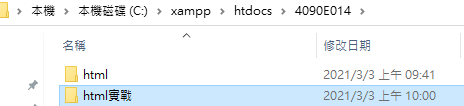 本機 › 本機磁碟 (C:) › xampp › htdocs › 4090E014 ›
名稱 修改日期
html 2021/3/3 上午 09:41
html實戰 2021/3/3 上午 10:00